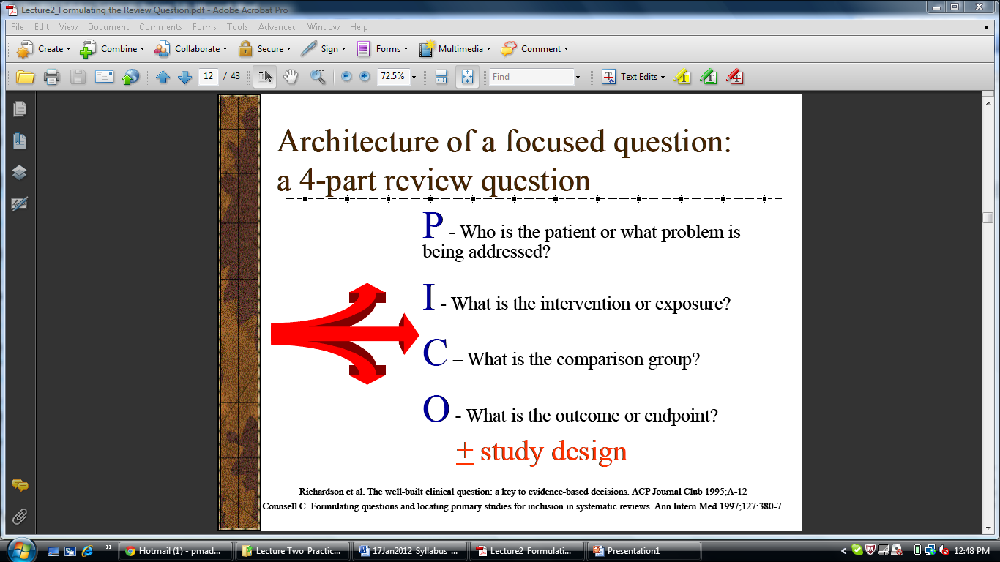 Lecture2_Formulating the Review Question.pdf - Adobe Acrobat Pro
File Edit View Document Comments Forms Tools Advanced Window Help
Create Combine Collaborate Secure Sign Forms Multimedia Comment
12 / 43 72.5% Find Text Edits
Architecture of a focused question:
a 4-part review question
P - Who is the patient or what problem is
being addressed?
I - What is the intervention or exposure?
C – What is the comparison group?
O - What is the outcome or endpoint?
+ study design
Richardson et al. The well-built clinical question: a key to evidence-based decisions. ACP Journal Club 1995;A-12
Counsell C. Formulating questions and locating primary studies for inclusion in systematic reviews. Ann Intern Med 1997;127:380-7.
» Hotmail (1) - pmad... Lecture Two_Practic... 17Jan2012_Syllabus_... Lecture2_Formulati... Presentation1 < 12:48 PM